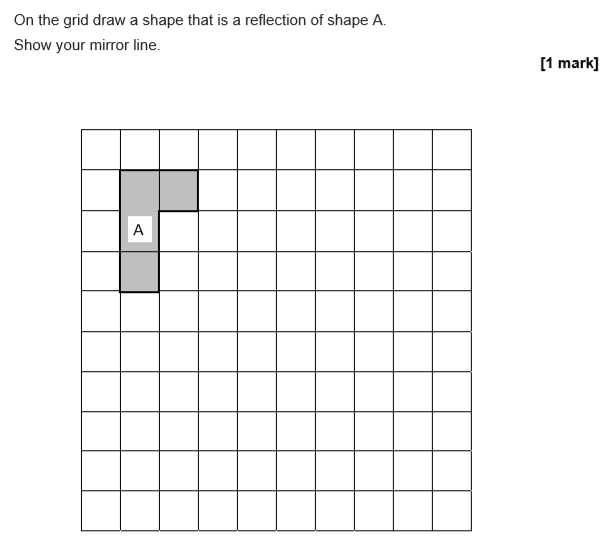 On the grid draw a shape that is a reflection of shape A.
Show your mirror line.
[1 mark]
A